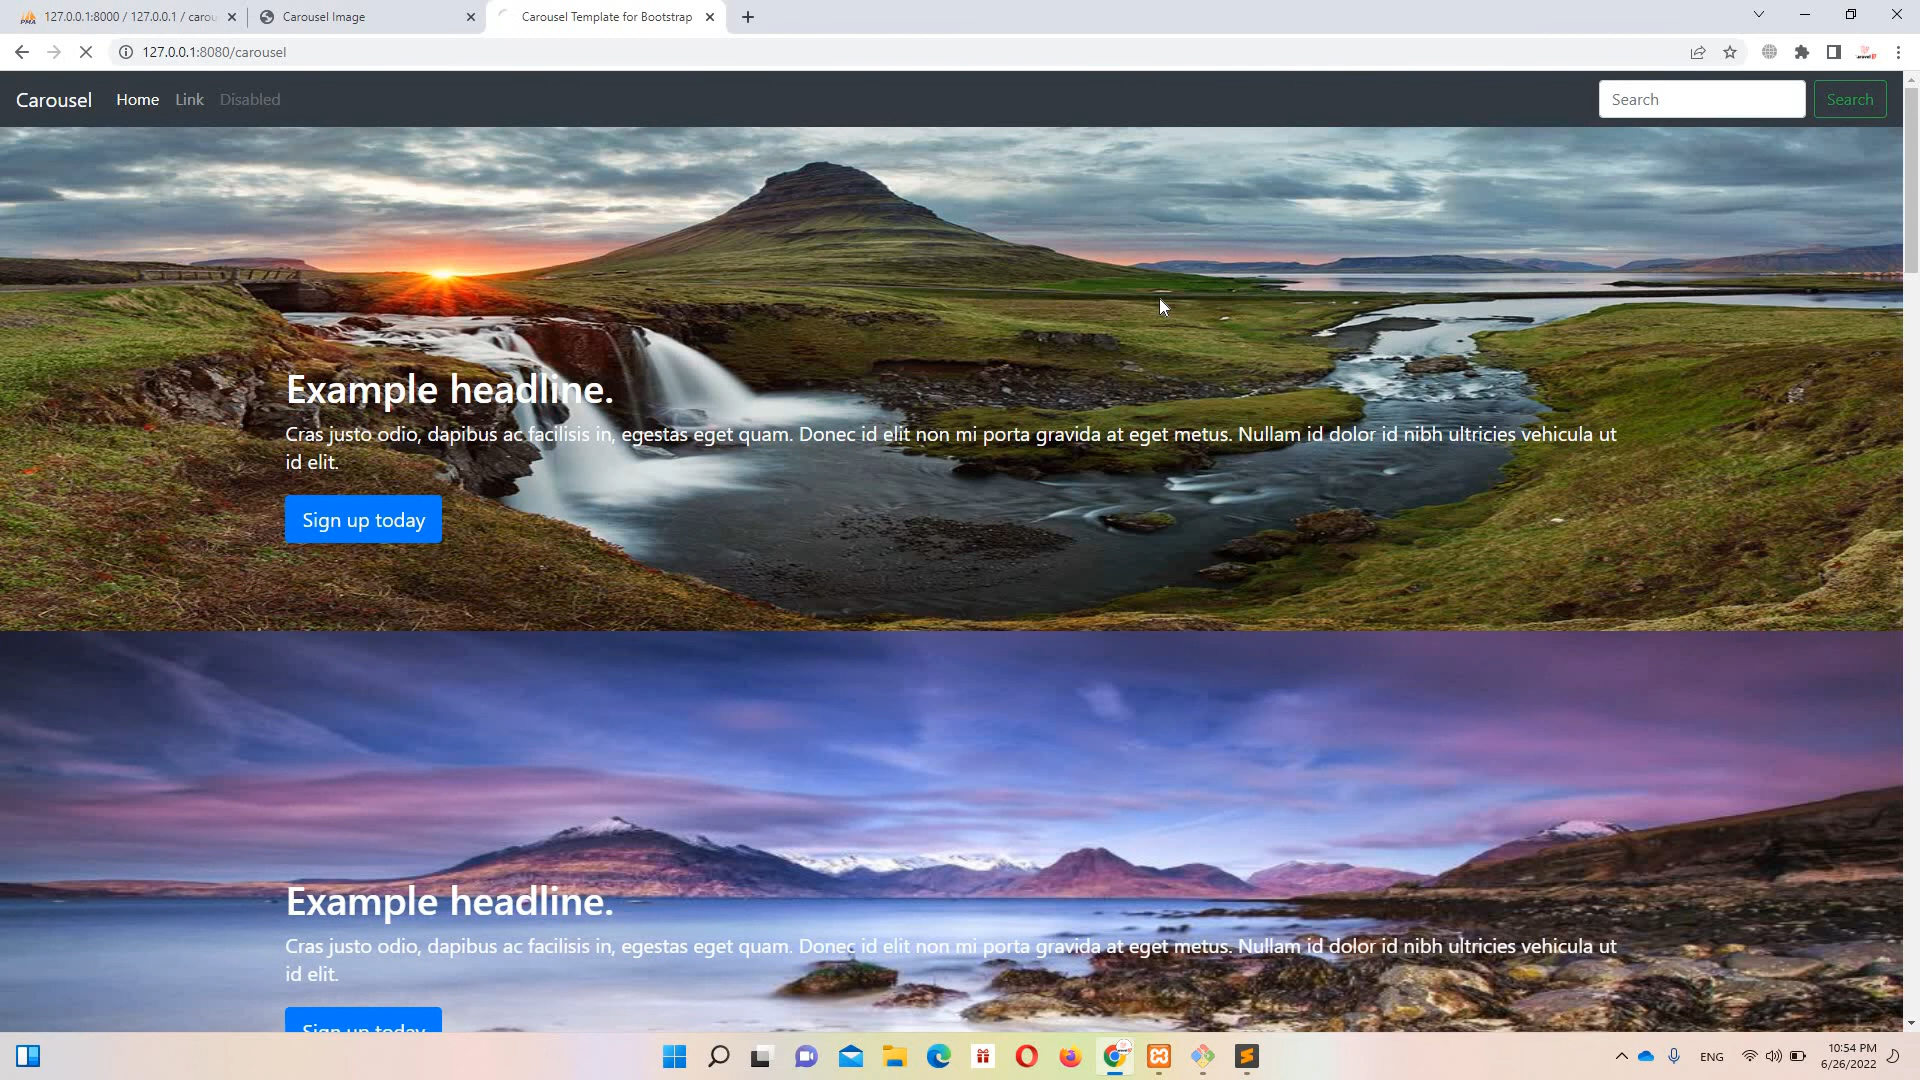 127.0.0.1:8000 / 127.0.0.1 / carou
Carousel Image
Carousel Template for Bootstrap
127.0.0.1:8080/carousel
Carousel Home Link Disabled
Search
Search
Example headline.
Cras justo odio, dapibus ac facilisis in, egestas eget quam. Donec id elit non mi porta gravida at eget metus. Nullam id dolor id nibh ultricies vehicula ut
id elit.
Sign up today
Example headline.
Cras justo odio, dapibus ac facilisis in, egestas eget quam. Donec id elit non mi porta gravida at eget metus. Nullam id dolor id nibh ultricies vehicula ut
id elit.
Sign up today
ENG
10:54 PM
6/26/2022